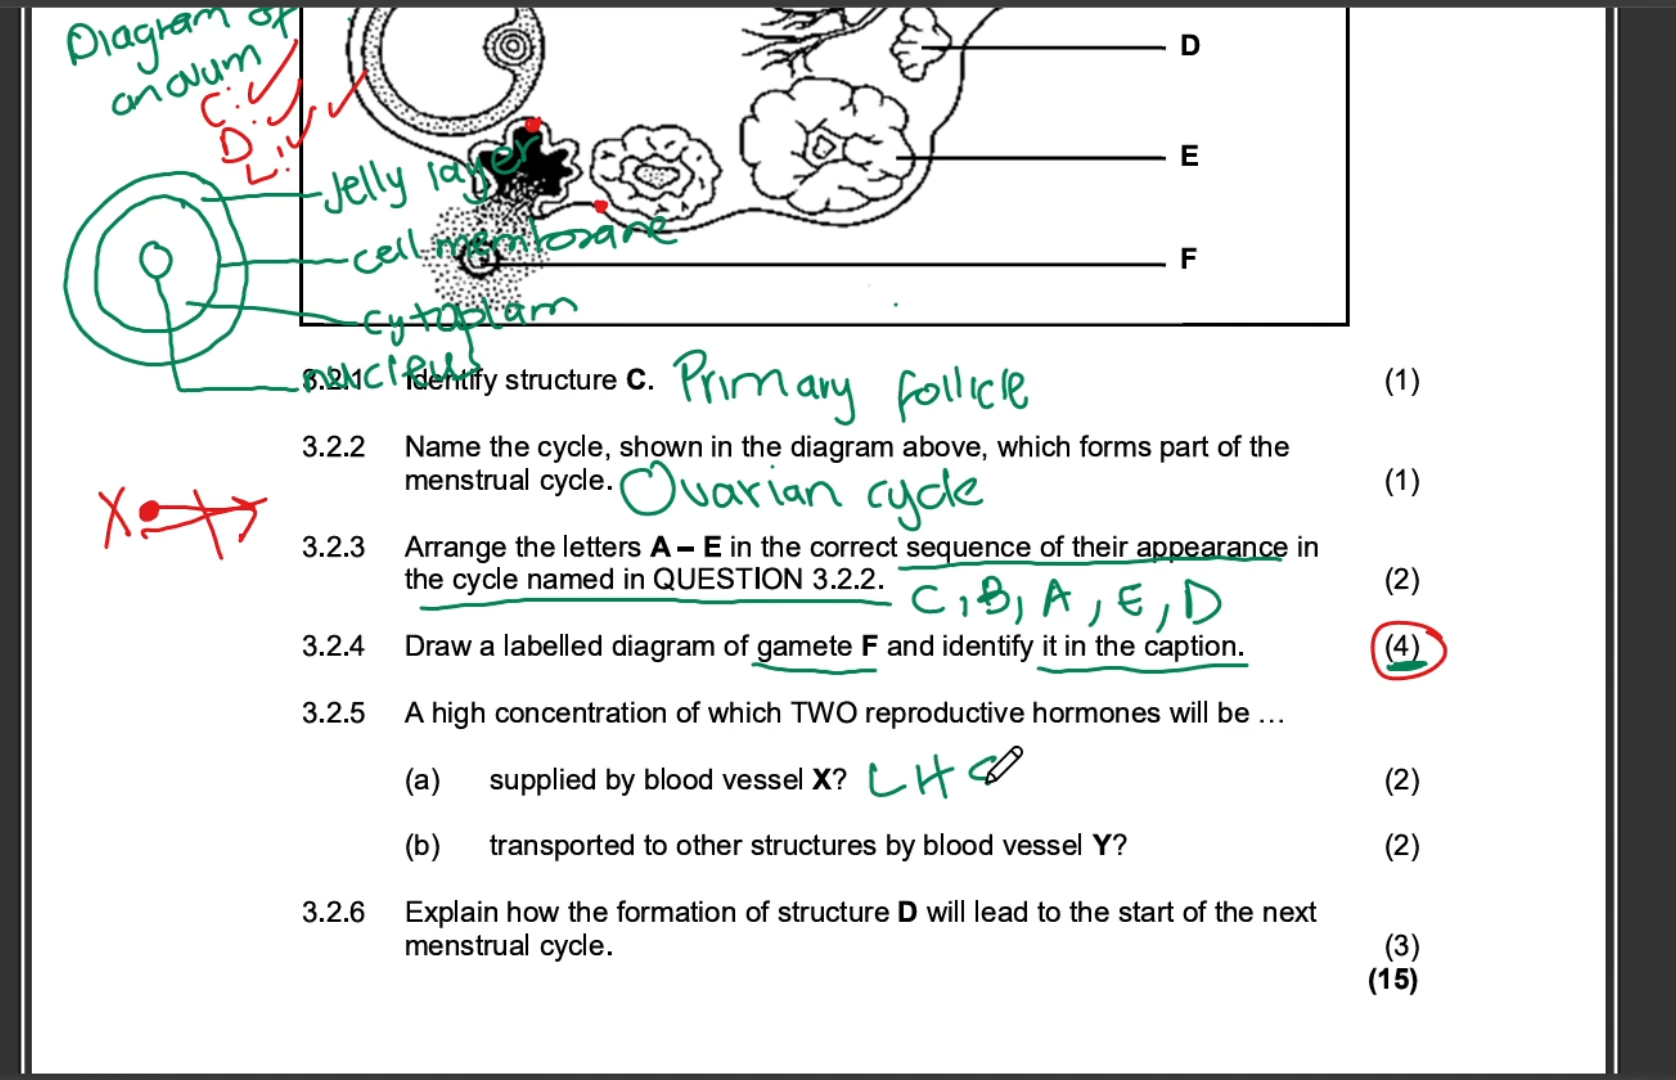 Diagram of
an ovum
C:
D:
L:
D
E
F
Jelly layer
cell membrane
cytoplam
nucleus
3.2.1 Identify structure C. Primary follicle (1)
3.2.2 Name the cycle, shown in the diagram above, which forms part of the
menstrual cycle. Ovarian cycle (1)
X
3.2.3 Arrange the letters A – E in the correct sequence of their appearance in
the cycle named in QUESTION 3.2.2. C, B, A, E, D (2)
3.2.4 Draw a labelled diagram of gamete F and identify it in the caption. (4)
3.2.5 A high concentration of which TWO reproductive hormones will be …
(a) supplied by blood vessel X? LH (2)
(b) transported to other structures by blood vessel Y? (2)
3.2.6 Explain how the formation of structure D will lead to the start of the next
menstrual cycle. (3)
(15)